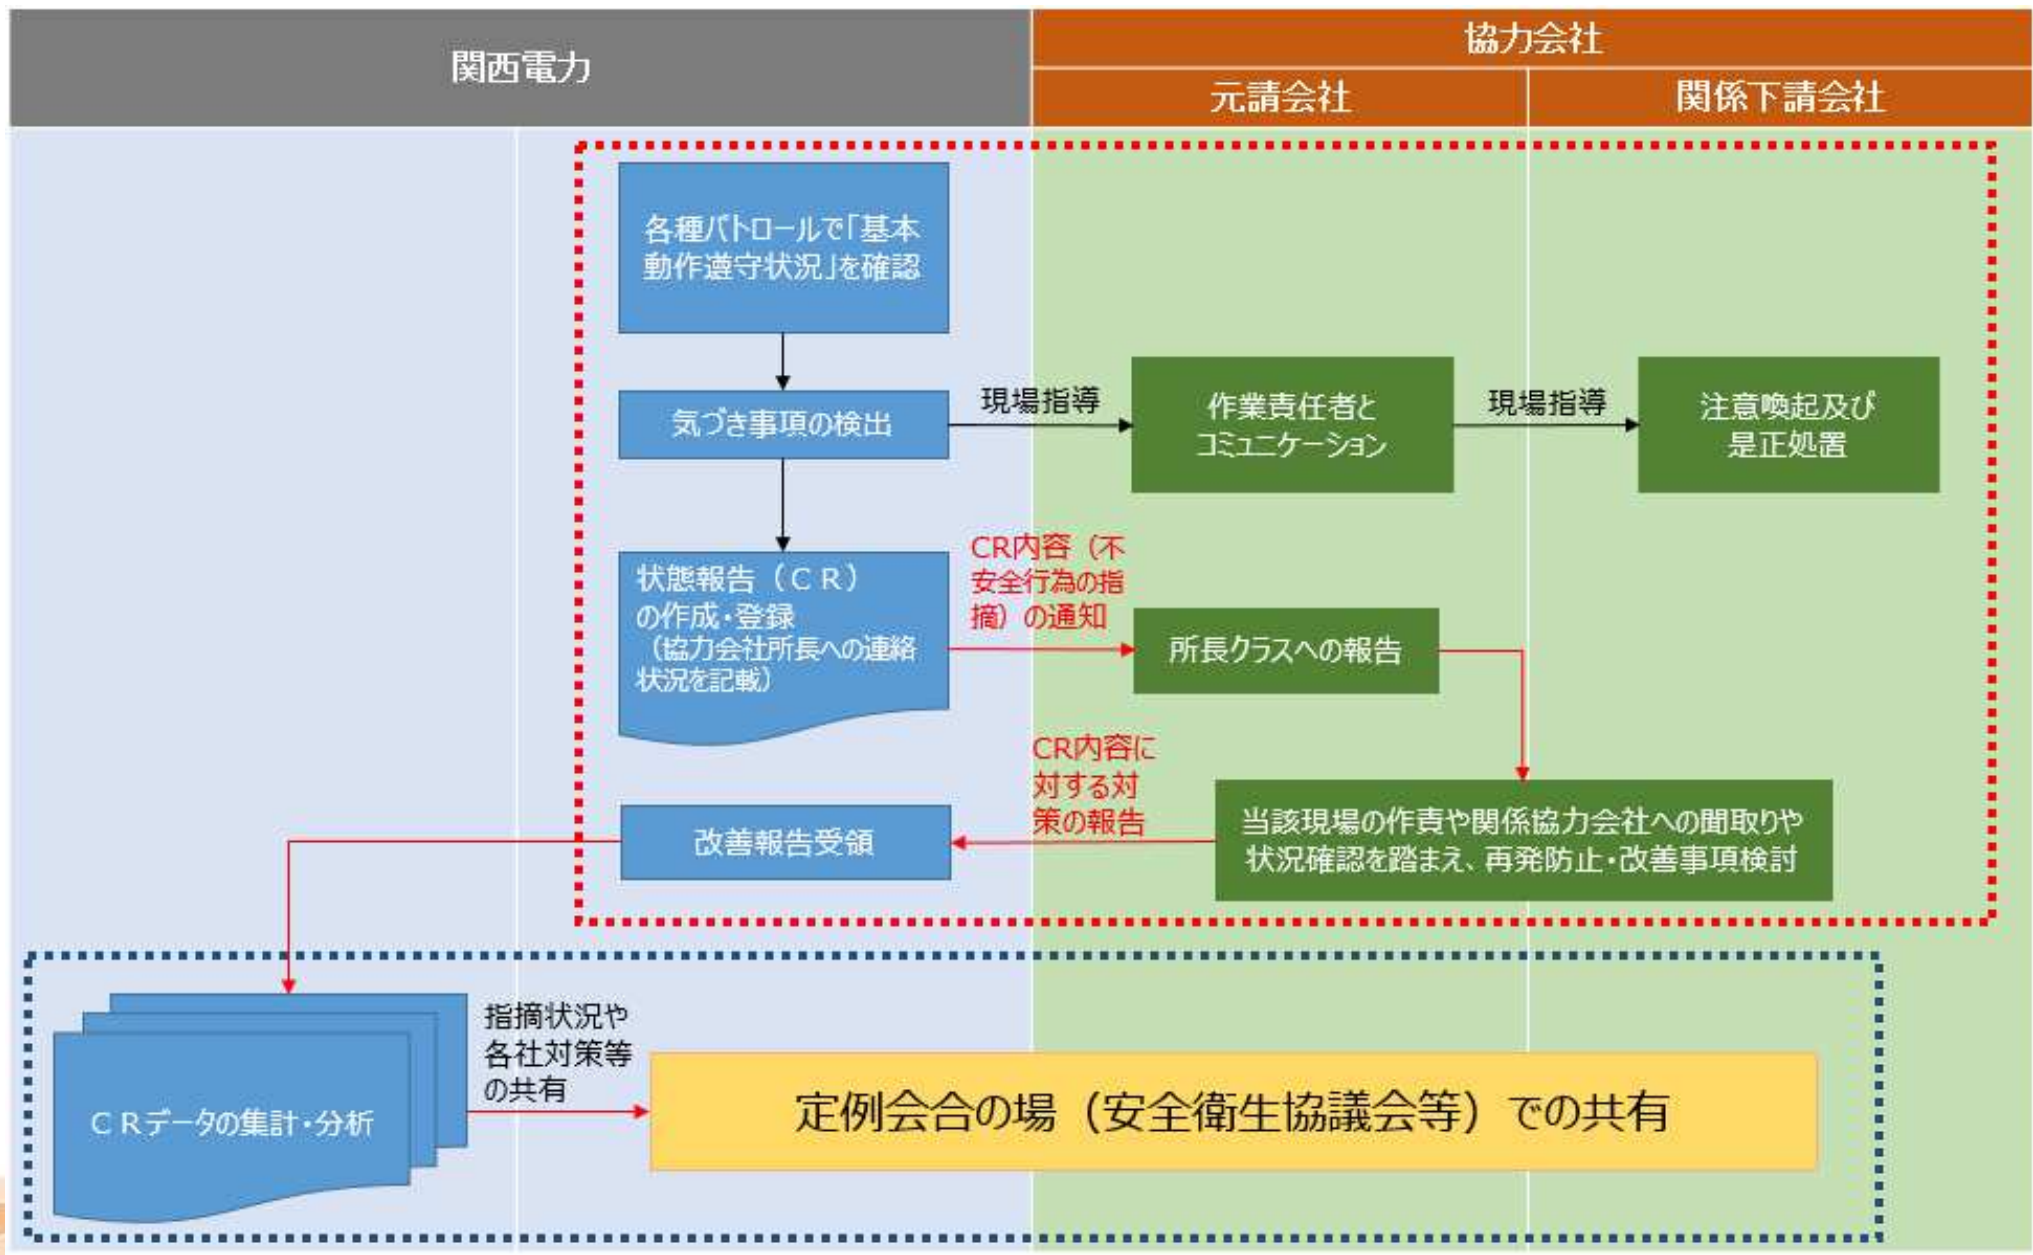 関西電力
協力会社
元請会社
関係下請会社
各種パトロールで「基本
動作遵守状況」を確認
気づき事項の検出
現場指導
作業責任者と
コミュニケーション
現場指導
注意喚起及び
是正処置
状態報告（ＣＲ）
の作成・登録
（協力会社所長への連絡
状況を記載）
CR内容（不
安全行為の指
摘）の通知
所長クラスへの報告
CR内容に
対する対
策の報告
改善報告受領
当該現場の作責や関係協力会社への聞取りや
状況確認を踏まえ、再発防止・改善事項検討
ＣＲデータの集計・分析
指摘状況や
各社対策等
の共有
定例会合の場（安全衛生協議会等）での共有